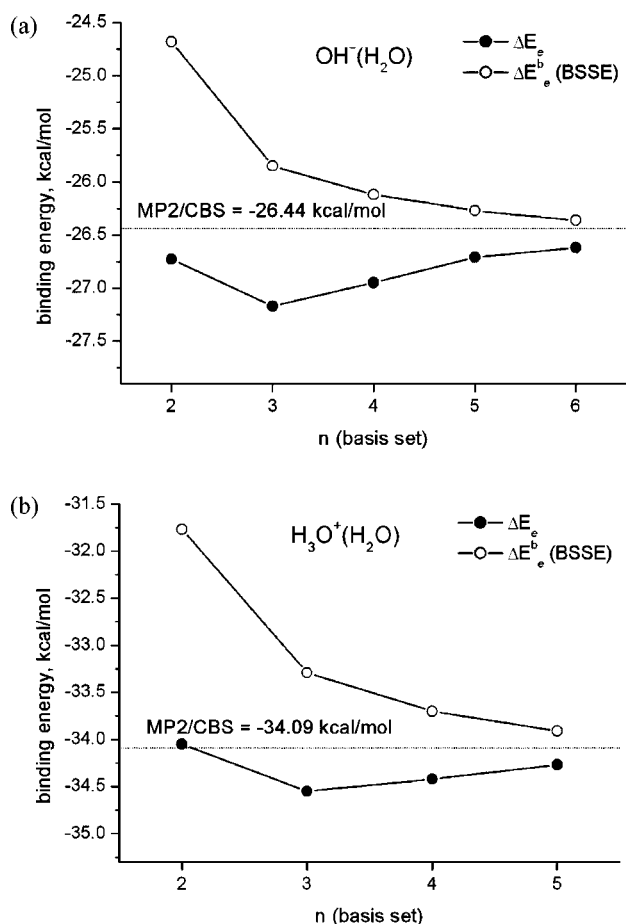 (a)
-24.5
-25.0
-25.5
-26.0
-26.5
-27.0
-27.5
binding energy, kcal/mol
OH⁻(H₂O)
ΔEₑ
ΔEᵇₑ (BSSE)
MP2/CBS = -26.44 kcal/mol
2 3 4 5 6
n (basis set)
(b)
-31.5
-32.0
-32.5
-33.0
-33.5
-34.0
-34.5
-35.0
binding energy, kcal/mol
H₃O⁺(H₂O)
ΔEₑ
ΔEᵇₑ (BSSE)
MP2/CBS = -34.09 kcal/mol
2 3 4 5
n (basis set)